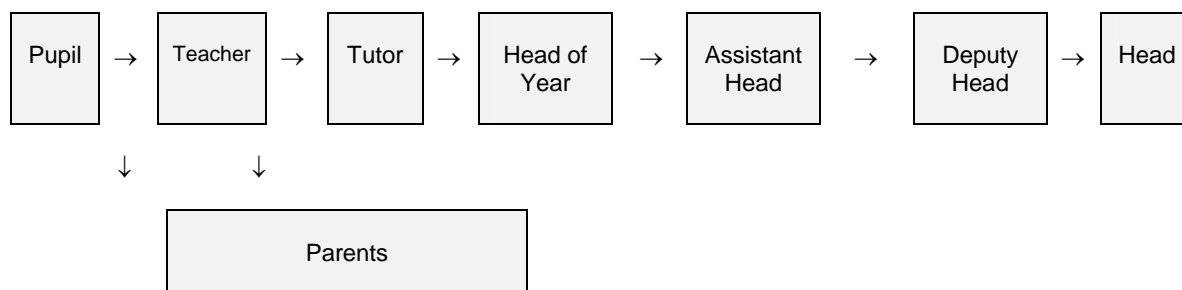 Pupil → Teacher → Tutor → Head of Year → Assistant Head → Deputy Head → Head
↓ ↓
Parents